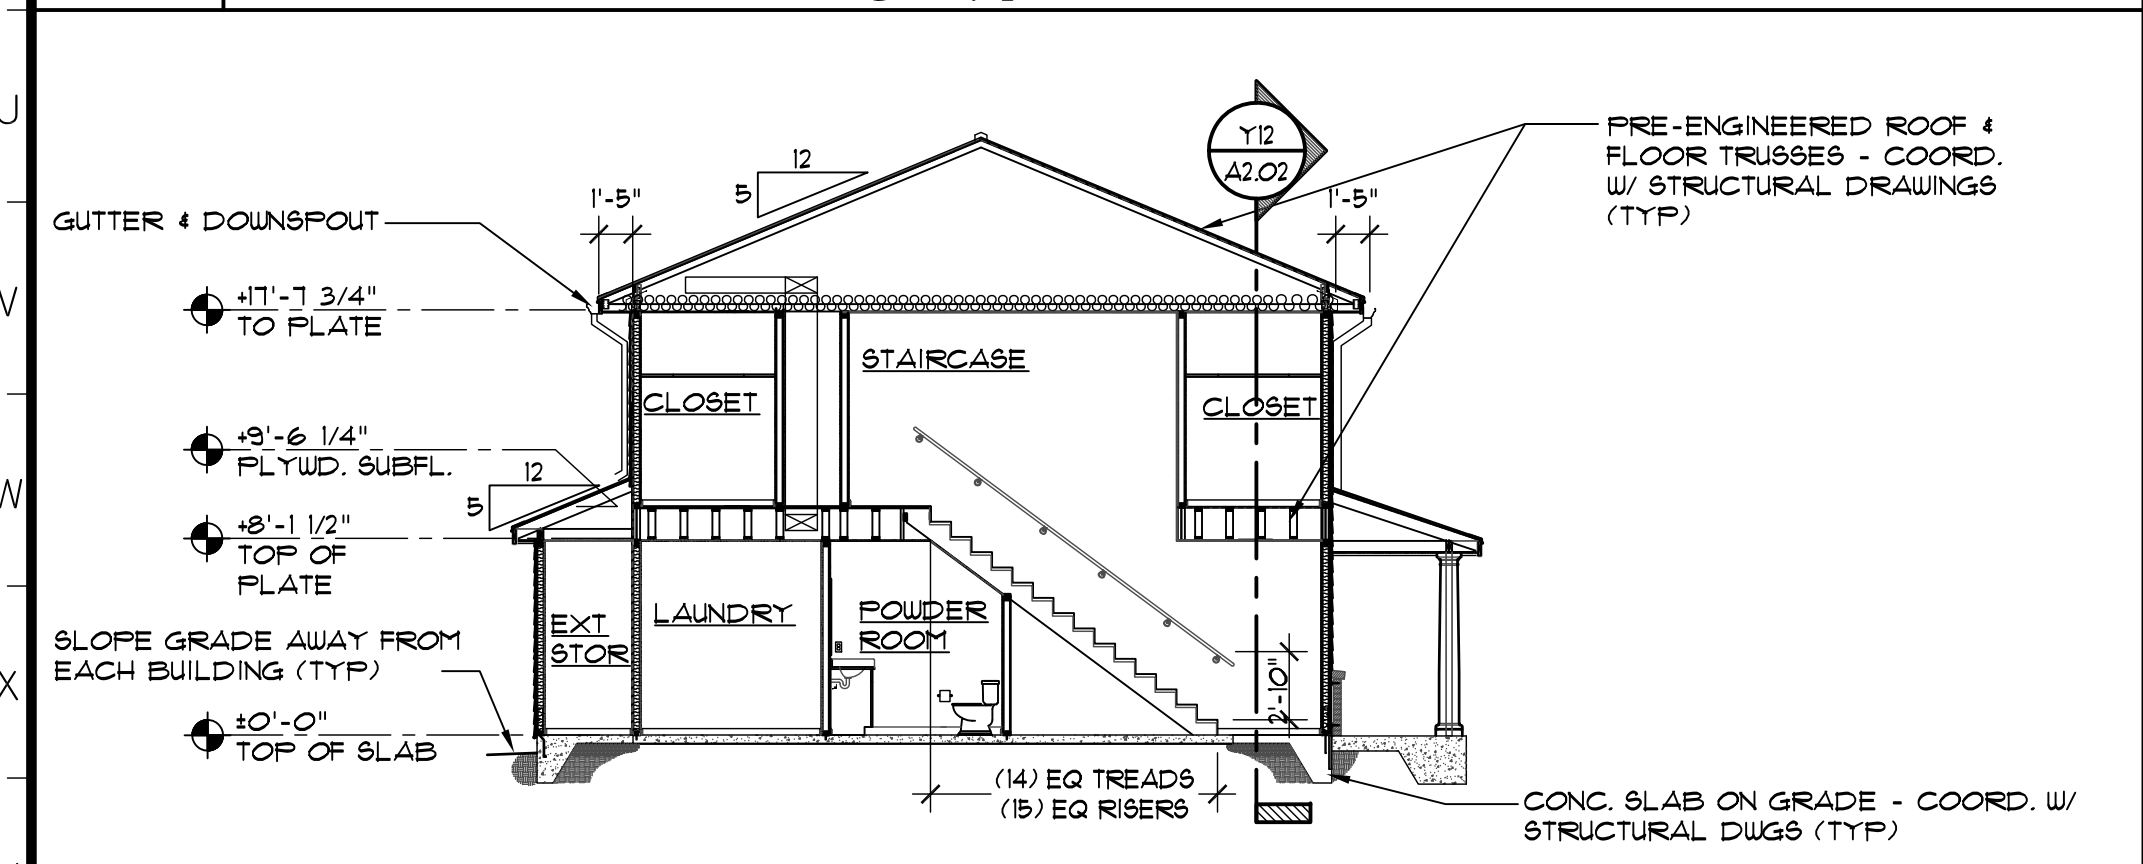 U
V
W
X
Y12
A2.02
PRE-ENGINEERED ROOF &
FLOOR TRUSSES - COORD.
W/ STRUCTURAL DRAWINGS
(TYP)
12
5
1'-5"
1'-5"
GUTTER & DOWNSPOUT
+17'-7 3/4"
TO PLATE
STAIRCASE
CLOSET
CLOSET
+9'-6 1/4"
PLYWD. SUBFL.
12
5
+8'-1 1/2"
TOP OF
PLATE
EXT
STOR
LAUNDRY
POWDER
ROOM
SLOPE GRADE AWAY FROM
EACH BUILDING (TYP)
2'-10"
±0'-0"
TOP OF SLAB
(14) EQ TREADS
(15) EQ RISERS
CONC. SLAB ON GRADE - COORD. W/
STRUCTURAL DWGS (TYP)